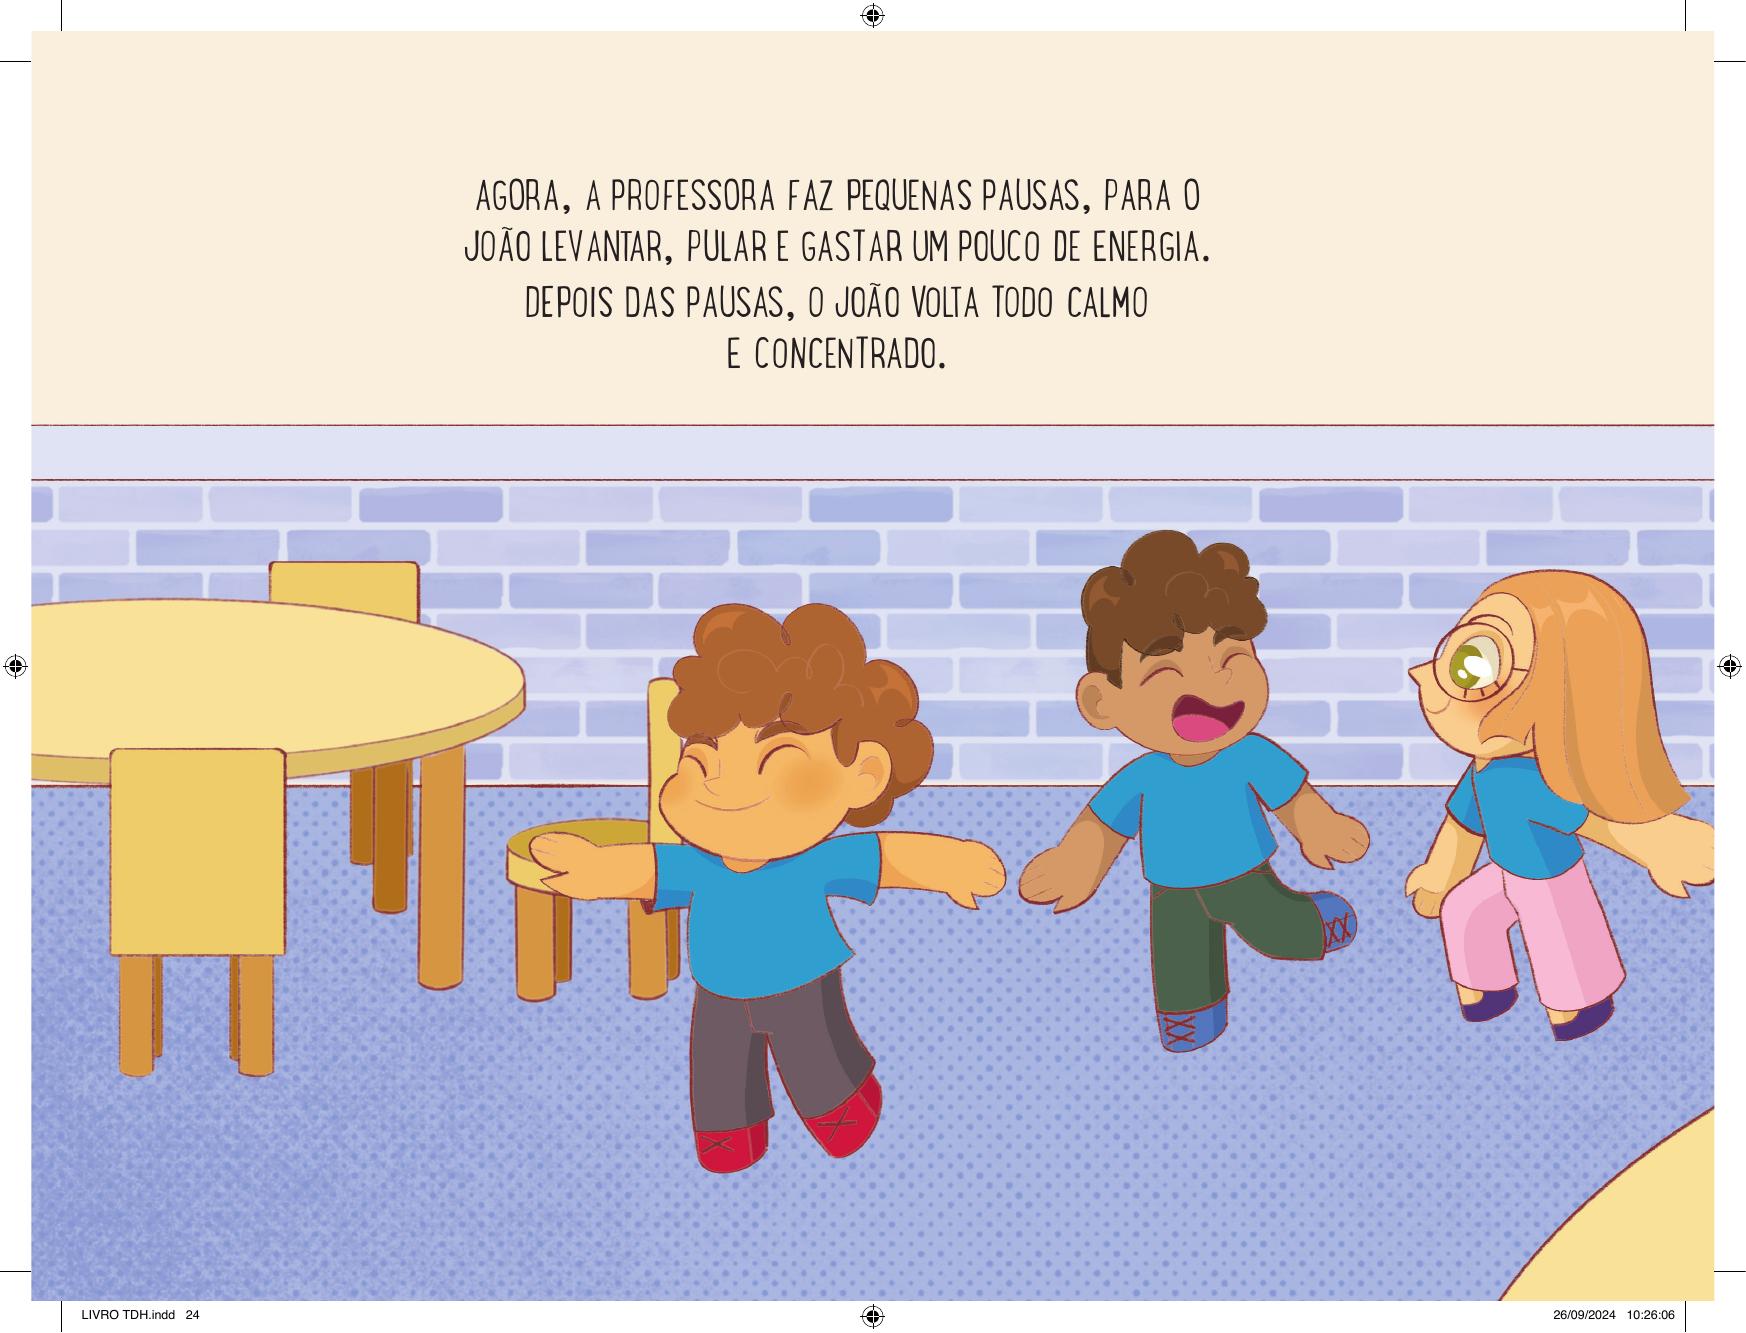 AGORA, A PROFESSORA FAZ PEQUENAS PAUSAS, PARA O
JOÃO LEVANTAR, PULAR E GASTAR UM POUCO DE ENERGIA.
DEPOIS DAS PAUSAS, O JOÃO VOLTA TODO CALMO
E CONCENTRADO.
LIVRO TDH.indd 24
26/09/2024 10:26:06